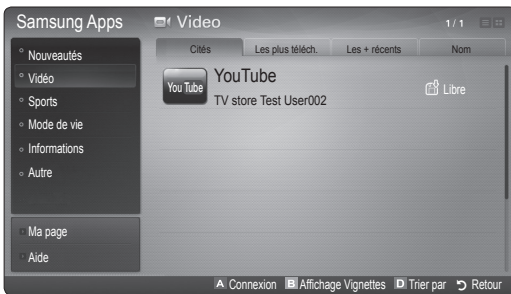 Samsung Apps
Video
1/1
Nouveautés
Vidéo
Sports
Mode de vie
Informations
Autre
Ma page
Aide
Cités
Les plus téléch.
Les + récents
Nom
You Tube
YouTube
TV store Test User002
Libre
A Connexion B Affichage Vignettes D Trier par Retour